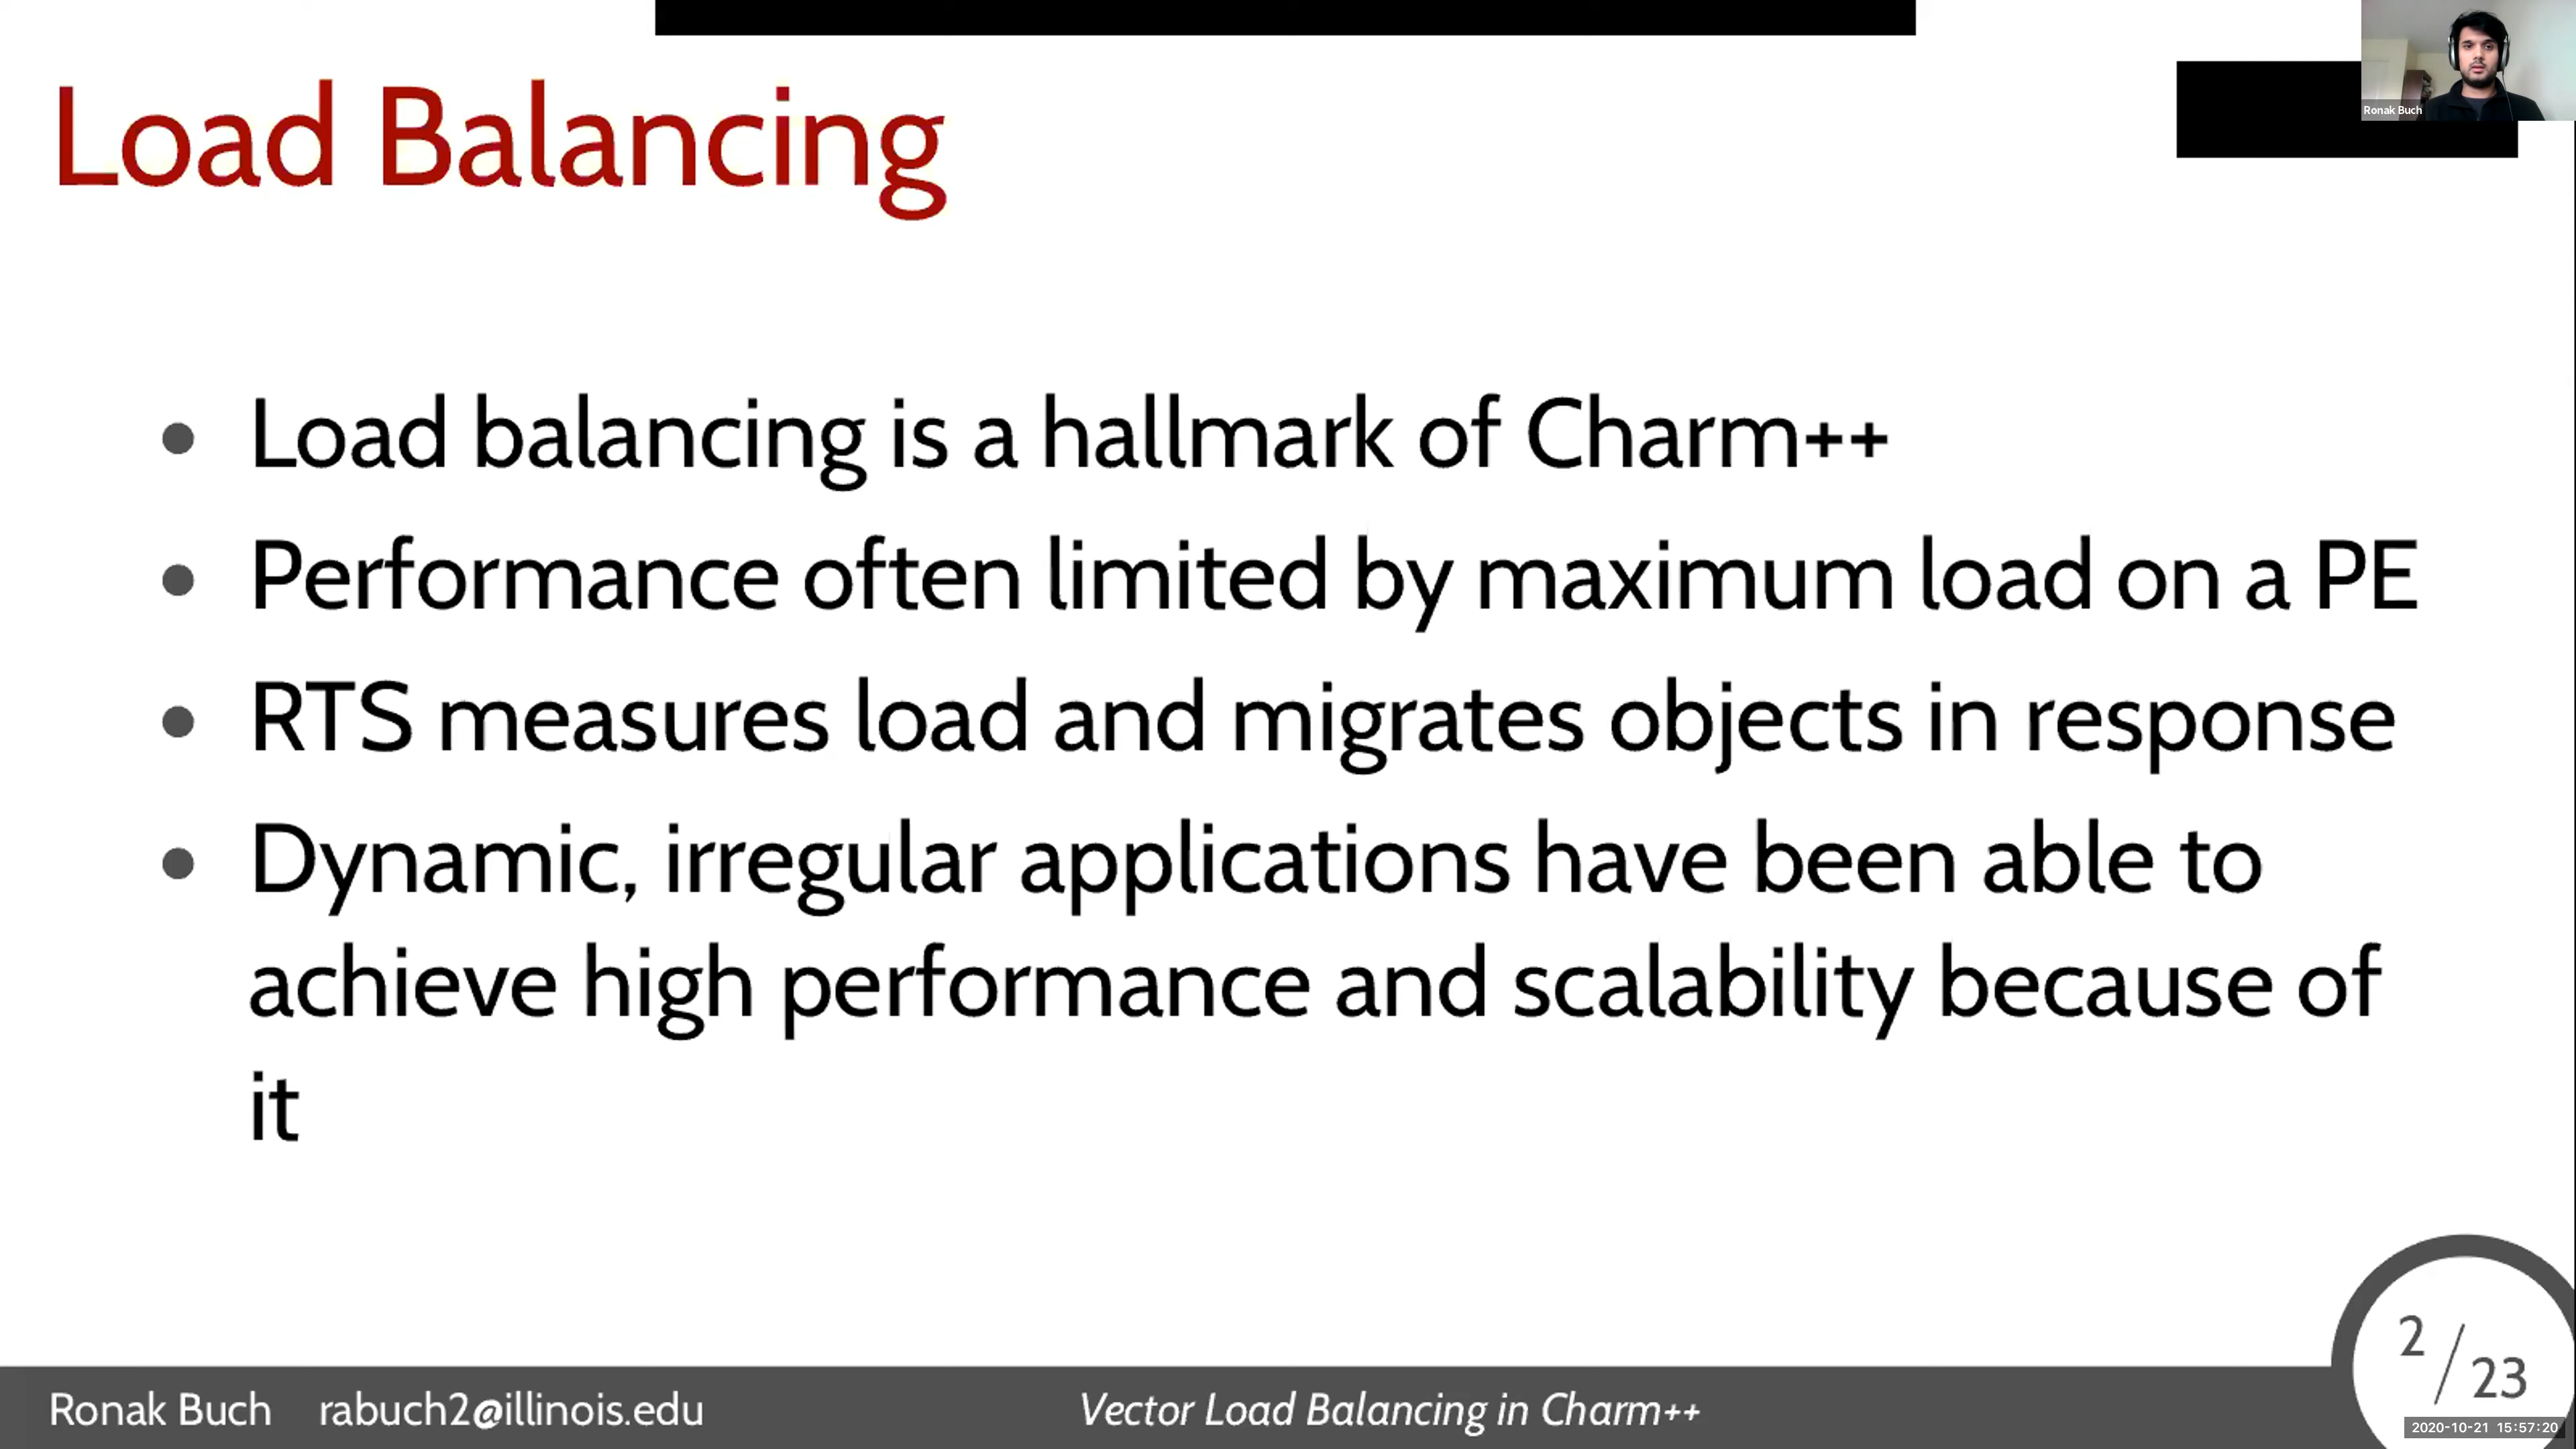 Ronak Buch
Load Balancing
Load balancing is a hallmark of Charm++
Performance often limited by maximum load on a PE
RTS measures load and migrates objects in response
Dynamic, irregular applications have been able to
achieve high performance and scalability because of
it
2/23
Ronak Buch rabuch2@illinois.edu Vector Load Balancing in Charm++
2020-10-21 15:57:20